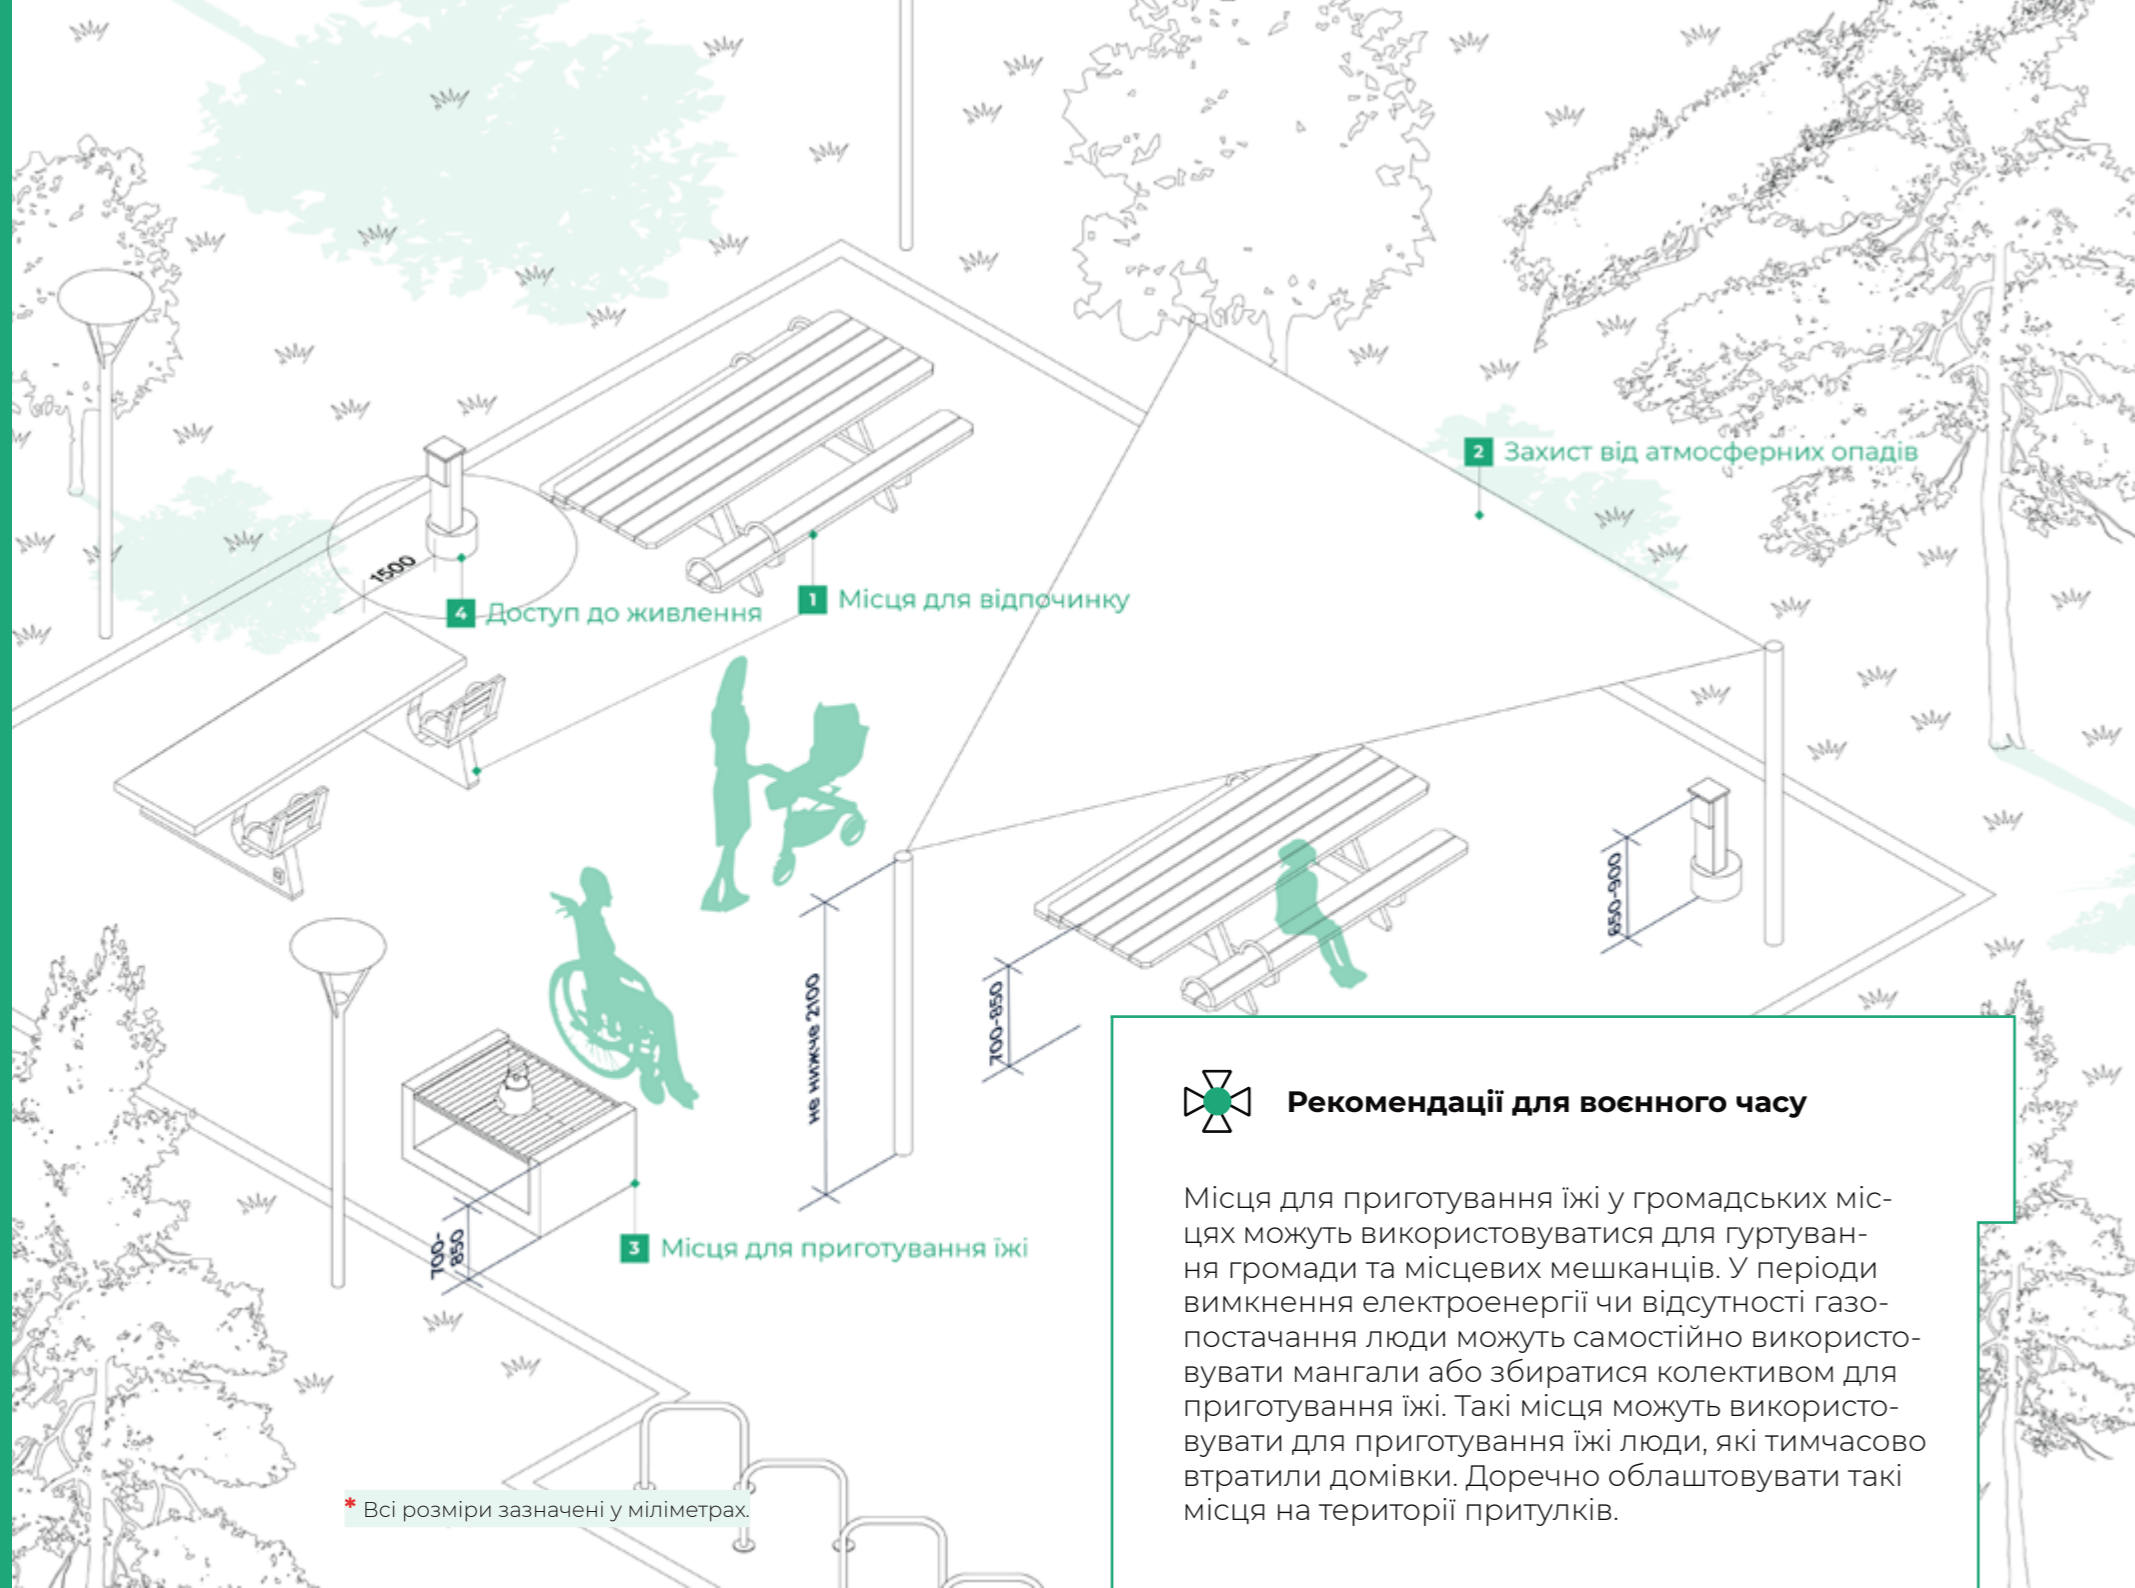 2 Захист від атмосферних опадів
1500
4 Доступ до живлення
1 Місця для відпочинку
650-900
не нижче 2100
700-850
700-
850
3 Місця для приготування їжі
* Всі розміри зазначені у міліметрах.
Рекомендації для воєнного часу
Місця для приготування їжі у громадських міс-
цях можуть використовуватися для гуртуван-
ня громади та місцевих мешканців. У періоди
вимкнення електроенергії чи відсутності газо-
постачання люди можуть самостійно використо-
вувати мангали або збиратися колективом для
приготування їжі. Такі місця можуть використо-
вувати для приготування їжі люди, які тимчасово
втратили домівки. Доречно облаштовувати такі
місця на території притулків.